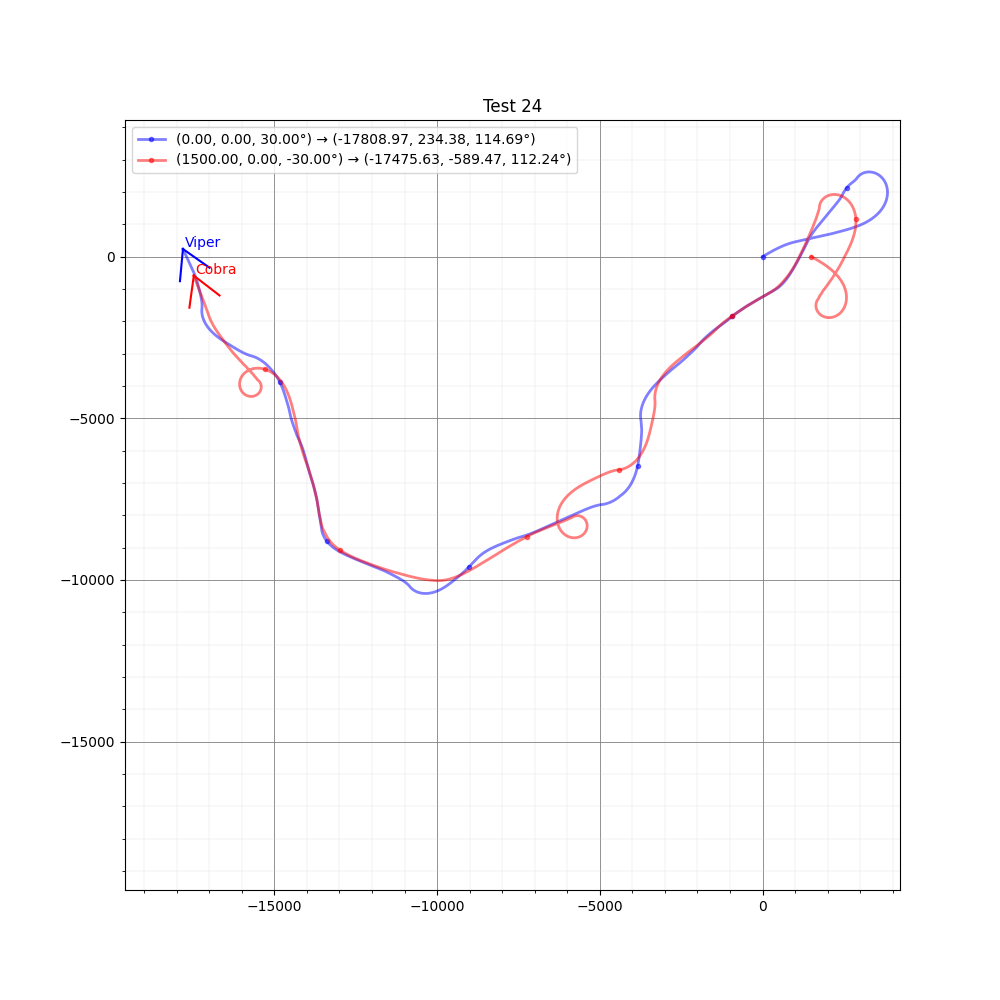 Test 24
(0.00, 0.00, 30.00°) → (-17808.97, 234.38, 114.69°)
(1500.00, 0.00, -30.00°) → (-17475.63, -589.47, 112.24°)
Viper
Cobra
0
−5000
−10000
−15000
−15000
−10000
−5000
0